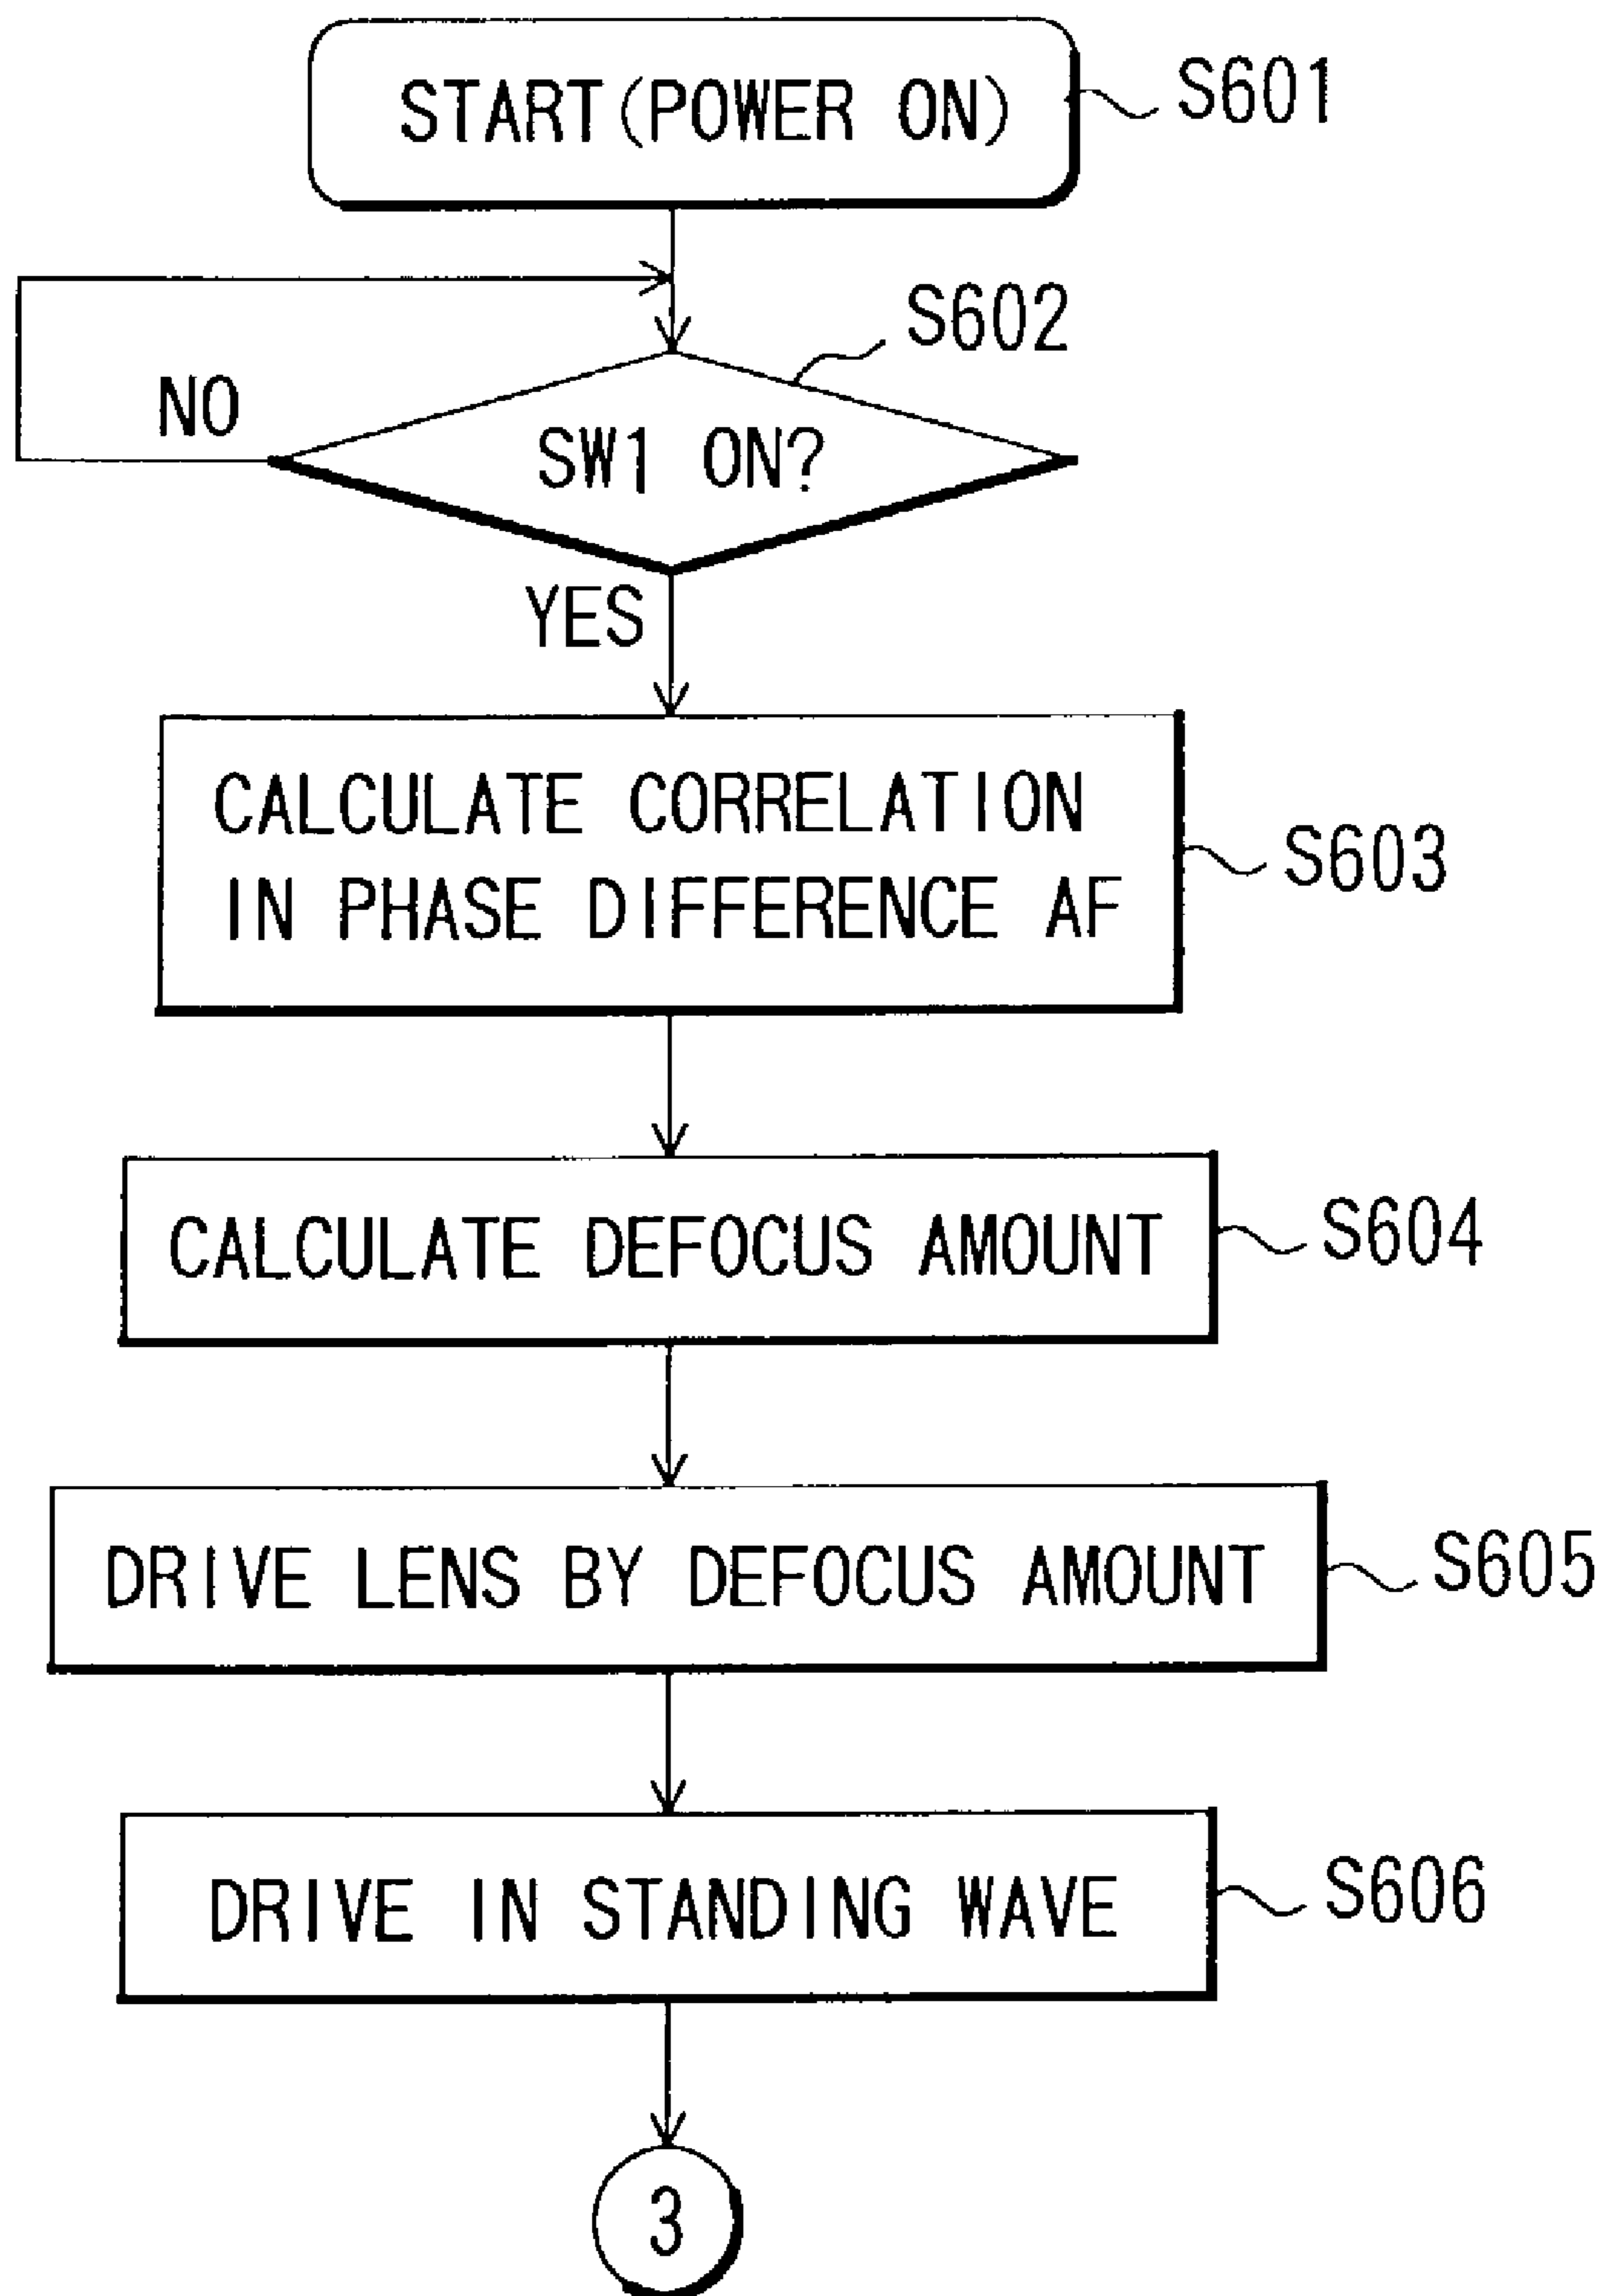 START(POWER ON)
S601
S602
NO
SW1 ON?
YES
CALCULATE CORRELATION
IN PHASE DIFFERENCE AF
S603
CALCULATE DEFOCUS AMOUNT
S604
DRIVE LENS BY DEFOCUS AMOUNT
S605
DRIVE IN STANDING WAVE
S606
3